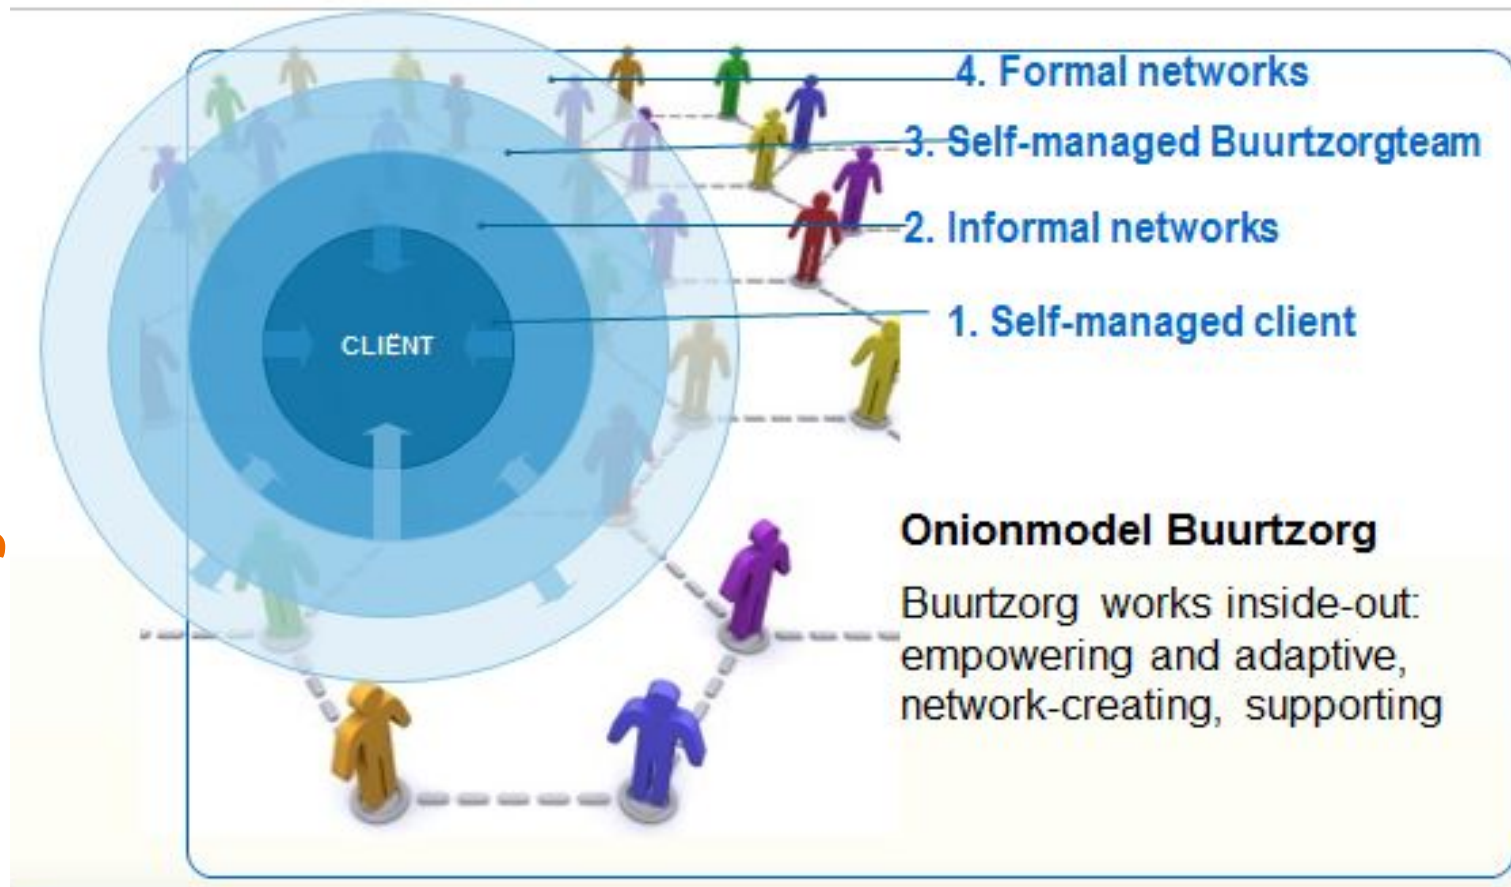 4. Formal networks
3. Self-managed Buurtzorgteam
2. Informal networks
1. Self-managed client
CLIËNT
Onionmodel Buurtzorg
Buurtzorg works inside-out:
empowering and adaptive,
network-creating, supporting